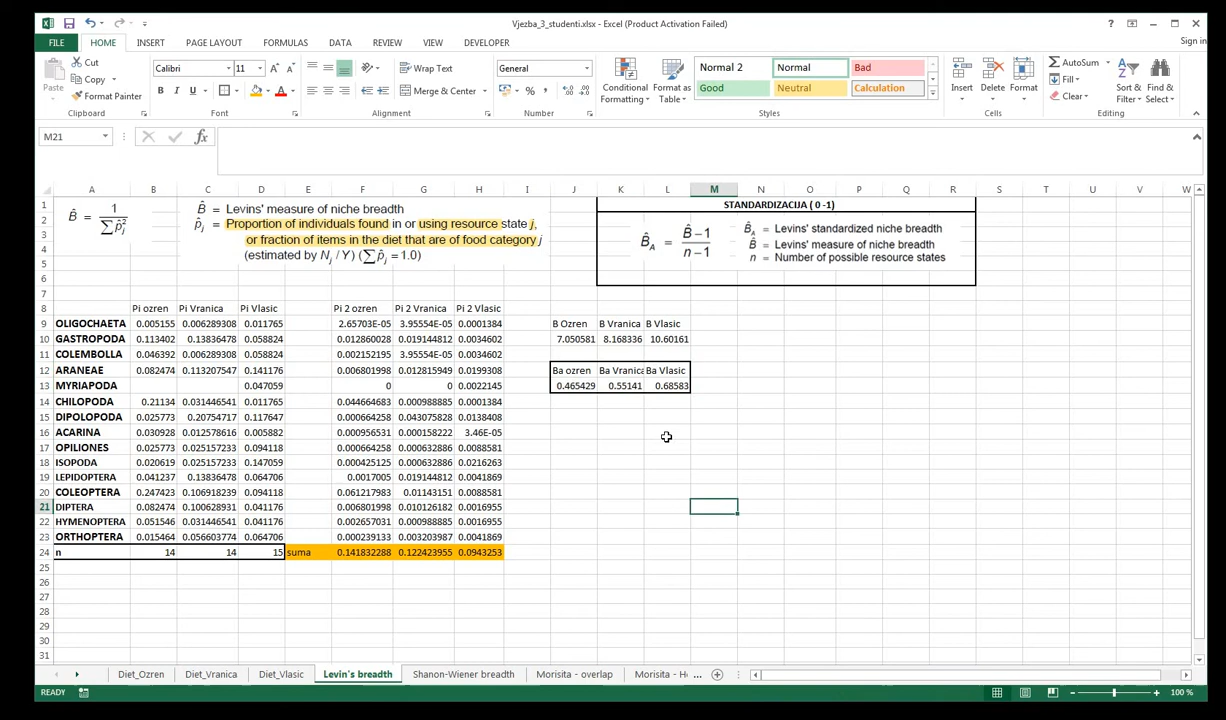 Vjezba_3_studenti.xlsx - Excel (Product Activation Failed)
FILE HOME INSERT PAGE LAYOUT FORMULAS DATA REVIEW VIEW DEVELOPER Sign in
Cut
Copy
Format Painter
Paste
Clipboard
Calibri 11
B I U
Font
Wrap Text
Merge & Center
Alignment
General
Number
Conditional Formatting
Format as Table
Normal 2 Normal Bad
Good Neutral Calculation
Styles
Insert Delete Format
Cells
AutoSum
Fill
Clear
Sort & Filter
Find & Select
Editing
M21 fx
A B C D E F G H I J K L M N O P Q R S T U V W
B̂ = 1 / ∑ p̂j²
B̂ = Levins' measure of niche breadth
p̂j = Proportion of individuals found in or using resource state j,
or fraction of items in the diet that are of food category j
(estimated by Nj / Y) (∑ p̂j = 1.0)
STANDARDIZACIJA ( 0 -1)
B̂A = B̂ − 1 / n − 1
B̂A = Levins' standardized niche breadth
B̂ = Levins' measure of niche breadth
n = Number of possible resource states
1
2
3
4
5
6
7
8 Pi ozren Pi Vranica Pi Vlasic Pi 2 ozren Pi 2 Vranica Pi 2 Vlasic
9 OLIGOCHAETA 0.005155 0.006289308 0.011765 2.65703E-05 3.95554E-05 0.0001384 B Ozren B Vranica B Vlasic
10 GASTROPODA 0.113402 0.13836478 0.058824 0.012860028 0.019144812 0.0034602 7.050581 8.168336 10.60161
11 COLEMBOLLA 0.046392 0.006289308 0.058824 0.002152195 3.95554E-05 0.0034602
12 ARANEAE 0.082474 0.113207547 0.141176 0.006801998 0.012815949 0.0199308 Ba ozren Ba Vranica Ba Vlasic
13 MYRIAPODA 0.047059 0 0 0.0022145 0.465429 0.55141 0.68583
14 CHILOPODA 0.21134 0.031446541 0.011765 0.044664683 0.000988885 0.0001384
15 DIPOLOPODA 0.025773 0.20754717 0.117647 0.000664258 0.043075828 0.0138408
16 ACARINA 0.030928 0.012578616 0.005882 0.000956531 0.000158222 3.46E-05
17 OPILIONES 0.025773 0.025157233 0.094118 0.000664258 0.000632886 0.0088581
18 ISOPODA 0.020619 0.025157233 0.147059 0.000425125 0.000632886 0.0216263
19 LEPIDOPTERA 0.041237 0.13836478 0.064706 0.0017005 0.019144812 0.0041869
20 COLEOPTERA 0.247423 0.106918239 0.094118 0.061217983 0.01143151 0.0088581
21 DIPTERA 0.082474 0.100628931 0.041176 0.006801998 0.010126182 0.0016955
22 HYMENOPTERA 0.051546 0.031446541 0.041176 0.002657031 0.000988885 0.0016955
23 ORTHOPTERA 0.015464 0.056603774 0.064706 0.000239133 0.003203987 0.0041869
24 n 14 14 15 suma 0.141832288 0.122423955 0.0943253
25
26
27
28
29
30
31
Diet_Ozren Diet_Vranica Diet_Vlasic Levin's breadth Shanon-Wiener breadth Morisita - overlap Morisita - Ho ...
READY 100 %